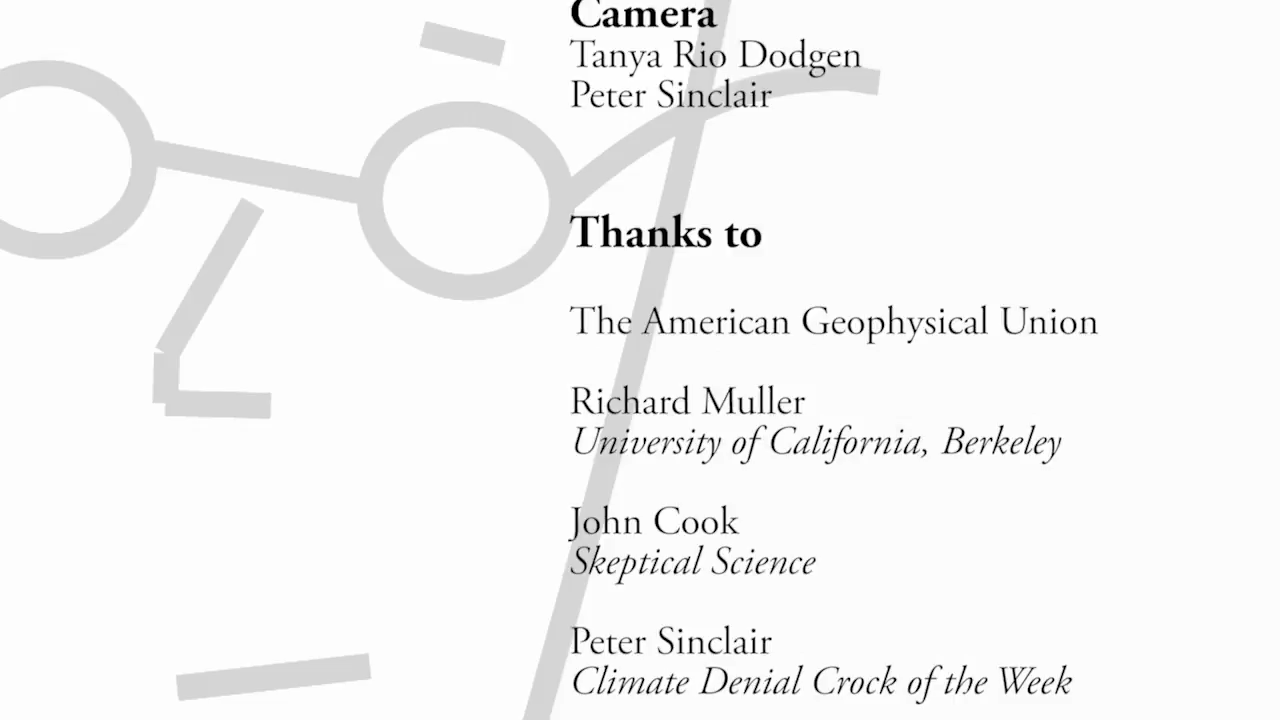 Camera
Tanya Rio Dodgen
Peter Sinclair
Thanks to
The American Geophysical Union
Richard Muller
University of California, Berkeley
John Cook
Skeptical Science
Peter Sinclair
Climate Denial Crock of the Week